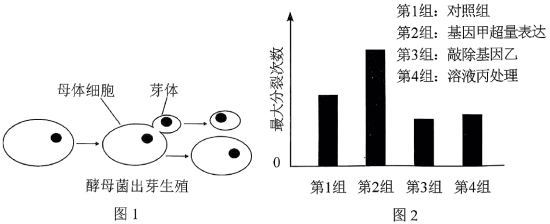 母体细胞
芽体
酵母菌出芽生殖
图1
最大分裂次数
0
第1组：对照组
第2组：基因甲超量表达
第3组：敲除基因乙
第4组：溶液丙处理
第1组 第2组 第3组 第4组
图2